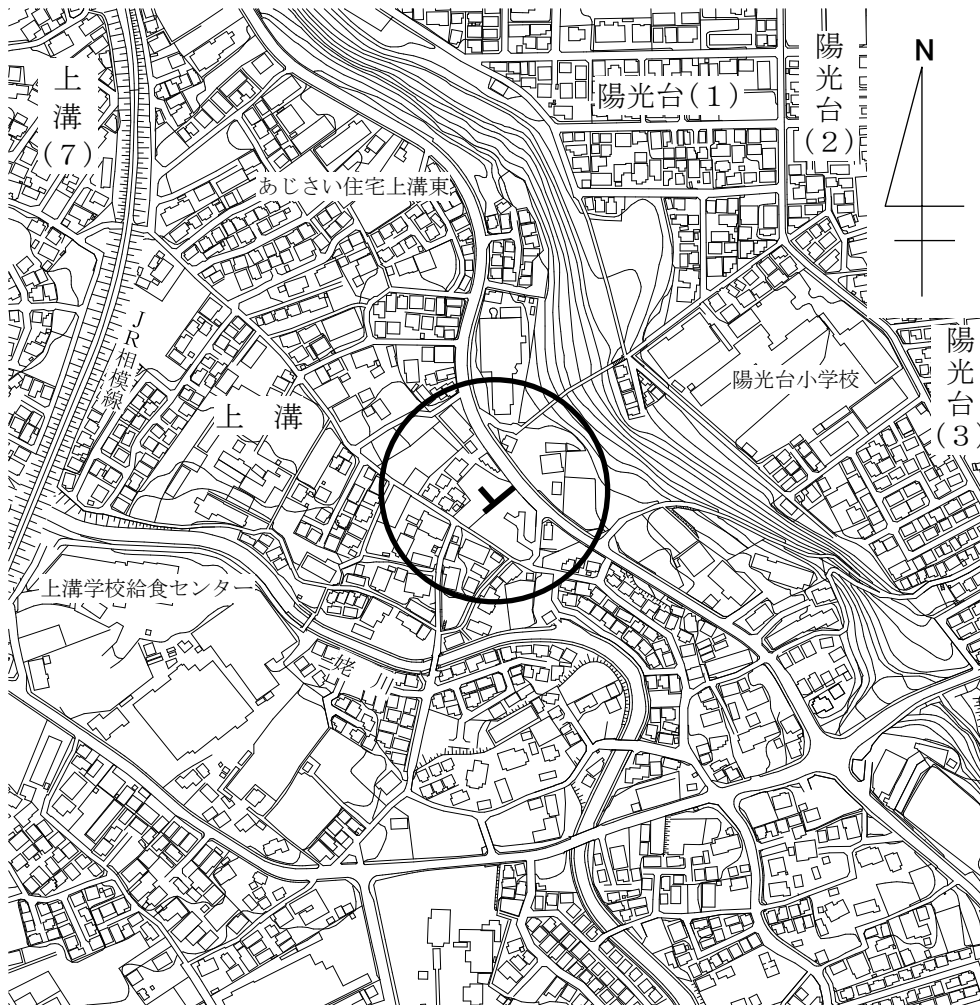 上溝(7)
陽光台(1)
陽光台(2)
N
あじさい住宅上溝東
JR相模線
陽光台小学校
陽光台(3)
上溝
上溝学校給食センター